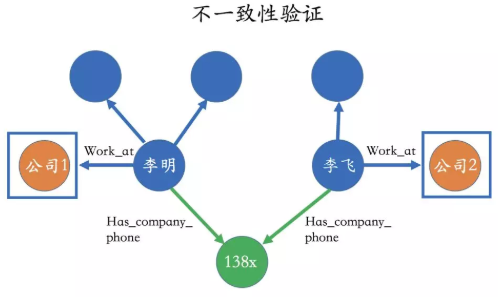 不一致性验证
公司1
Work_at
李明
李飞
Work_at
公司2
Has_company_
phone
Has_company_
phone
138x